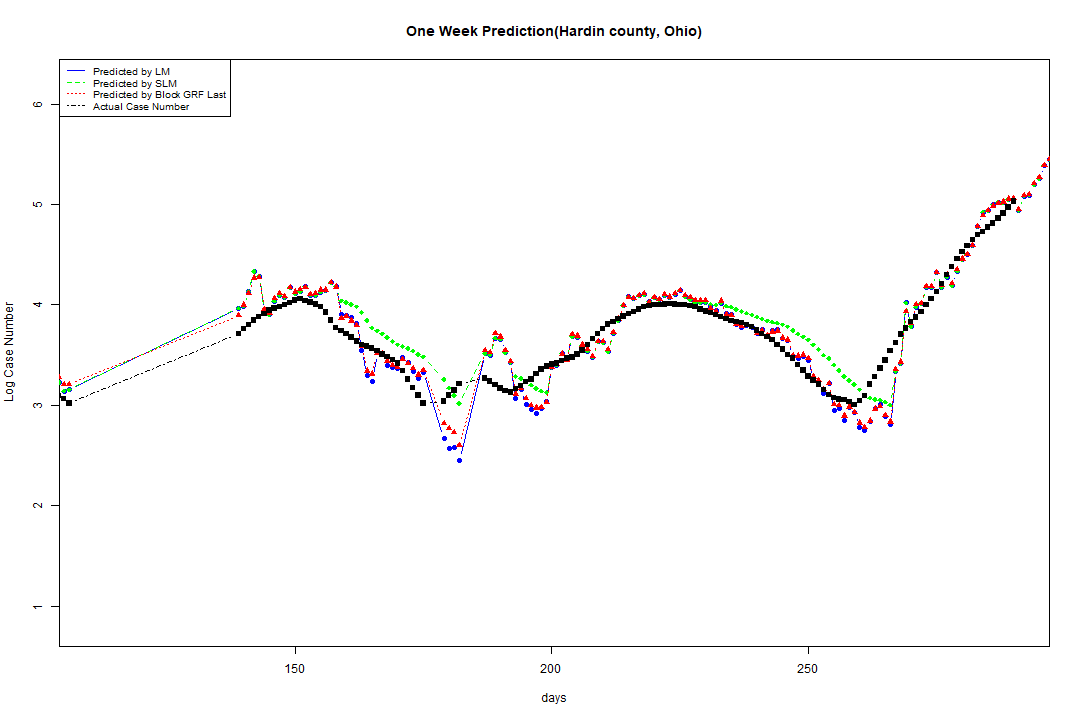 One Week Prediction(Hardin county, Ohio)
Predicted by LM
Predicted by SLM
Predicted by Block GRF Last
Actual Case Number
6
5
4
3
2
1
Log Case Number
150
200
250
days